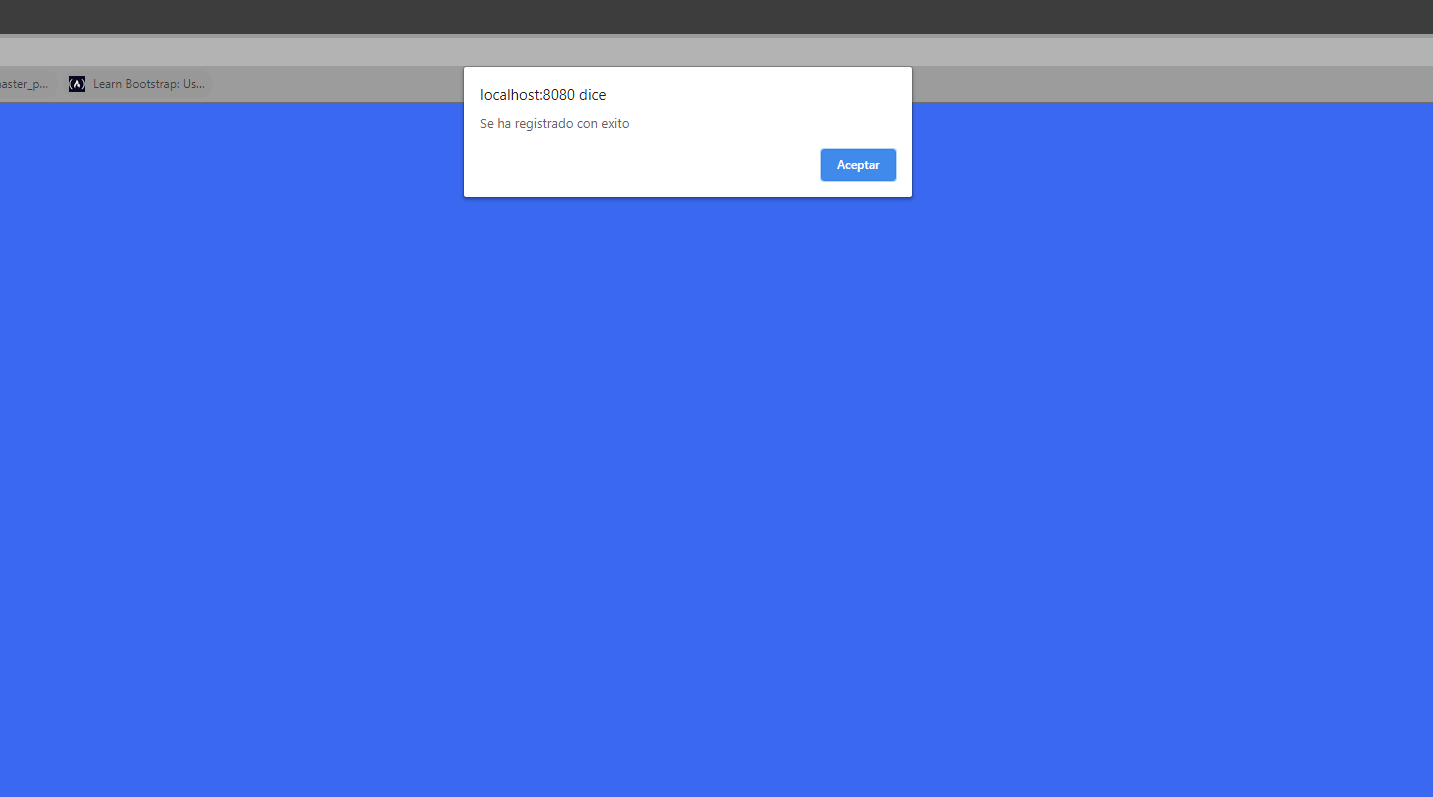 aster_p...
Learn Bootstrap: Us...
localhost:8080 dice
Se ha registrado con exito
Aceptar